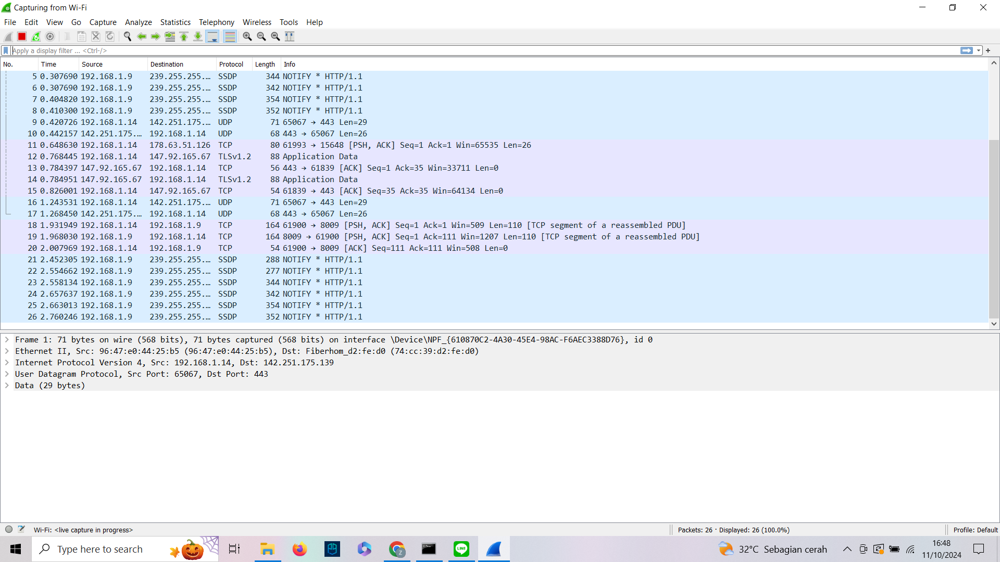 Capturing from Wi-Fi
File Edit View Go Capture Analyze Statistics Telephony Wireless Tools Help
Apply a display filter ... <Ctrl-/>
No. Time Source Destination Protocol Length Info
5 0.307690 192.168.1.9 239.255.255.… SSDP 344 NOTIFY * HTTP/1.1
6 0.307690 192.168.1.9 239.255.255.… SSDP 342 NOTIFY * HTTP/1.1
7 0.404820 192.168.1.9 239.255.255.… SSDP 354 NOTIFY * HTTP/1.1
8 0.410300 192.168.1.9 239.255.255.… SSDP 352 NOTIFY * HTTP/1.1
9 0.420726 192.168.1.14 142.251.175.… UDP 71 65067 → 443 Len=29
10 0.442157 142.251.175.… 192.168.1.14 UDP 68 443 → 65067 Len=26
11 0.648630 192.168.1.14 178.63.51.126 TCP 80 61993 → 15648 [PSH, ACK] Seq=1 Ack=1 Win=65535 Len=26
12 0.768445 192.168.1.14 147.92.165.67 TLSv1.2 88 Application Data
13 0.784397 147.92.165.67 192.168.1.14 TCP 56 443 → 61839 [ACK] Seq=1 Ack=35 Win=33711 Len=0
14 0.784951 147.92.165.67 192.168.1.14 TLSv1.2 88 Application Data
15 0.826001 192.168.1.14 147.92.165.67 TCP 54 61839 → 443 [ACK] Seq=35 Ack=35 Win=64134 Len=0
16 1.243531 192.168.1.14 142.251.175.… UDP 71 65067 → 443 Len=29
17 1.268450 142.251.175.… 192.168.1.14 UDP 68 443 → 65067 Len=26
18 1.931949 192.168.1.14 192.168.1.9 TCP 164 61900 → 8009 [PSH, ACK] Seq=1 Ack=1 Win=509 Len=110 [TCP segment of a reassembled PDU]
19 1.968030 192.168.1.9 192.168.1.14 TCP 164 8009 → 61900 [PSH, ACK] Seq=1 Ack=111 Win=1207 Len=110 [TCP segment of a reassembled PDU]
20 2.007969 192.168.1.14 192.168.1.9 TCP 54 61900 → 8009 [ACK] Seq=111 Ack=111 Win=508 Len=0
21 2.452305 192.168.1.9 239.255.255.… SSDP 288 NOTIFY * HTTP/1.1
22 2.554662 192.168.1.9 239.255.255.… SSDP 277 NOTIFY * HTTP/1.1
23 2.558134 192.168.1.9 239.255.255.… SSDP 344 NOTIFY * HTTP/1.1
24 2.657637 192.168.1.9 239.255.255.… SSDP 342 NOTIFY * HTTP/1.1
25 2.663013 192.168.1.9 239.255.255.… SSDP 354 NOTIFY * HTTP/1.1
26 2.760246 192.168.1.9 239.255.255.… SSDP 352 NOTIFY * HTTP/1.1
Frame 1: 71 bytes on wire (568 bits), 71 bytes captured (568 bits) on interface \Device\NPF_{610870C2-4A30-45E4-98AC-F6AEC3388D76}, id 0
Ethernet II, Src: 96:47:e0:44:25:b5 (96:47:e0:44:25:b5), Dst: Fiberhom_d2:fe:d0 (74:cc:39:d2:fe:d0)
Internet Protocol Version 4, Src: 192.168.1.14, Dst: 142.251.175.139
User Datagram Protocol, Src Port: 65067, Dst Port: 443
Data (29 bytes)
Wi-Fi: <live capture in progress> Packets: 26 · Displayed: 26 (100.0%) Profile: Default
Type here to search LINE 32°C Sebagian cerah 16:48
11/10/2024